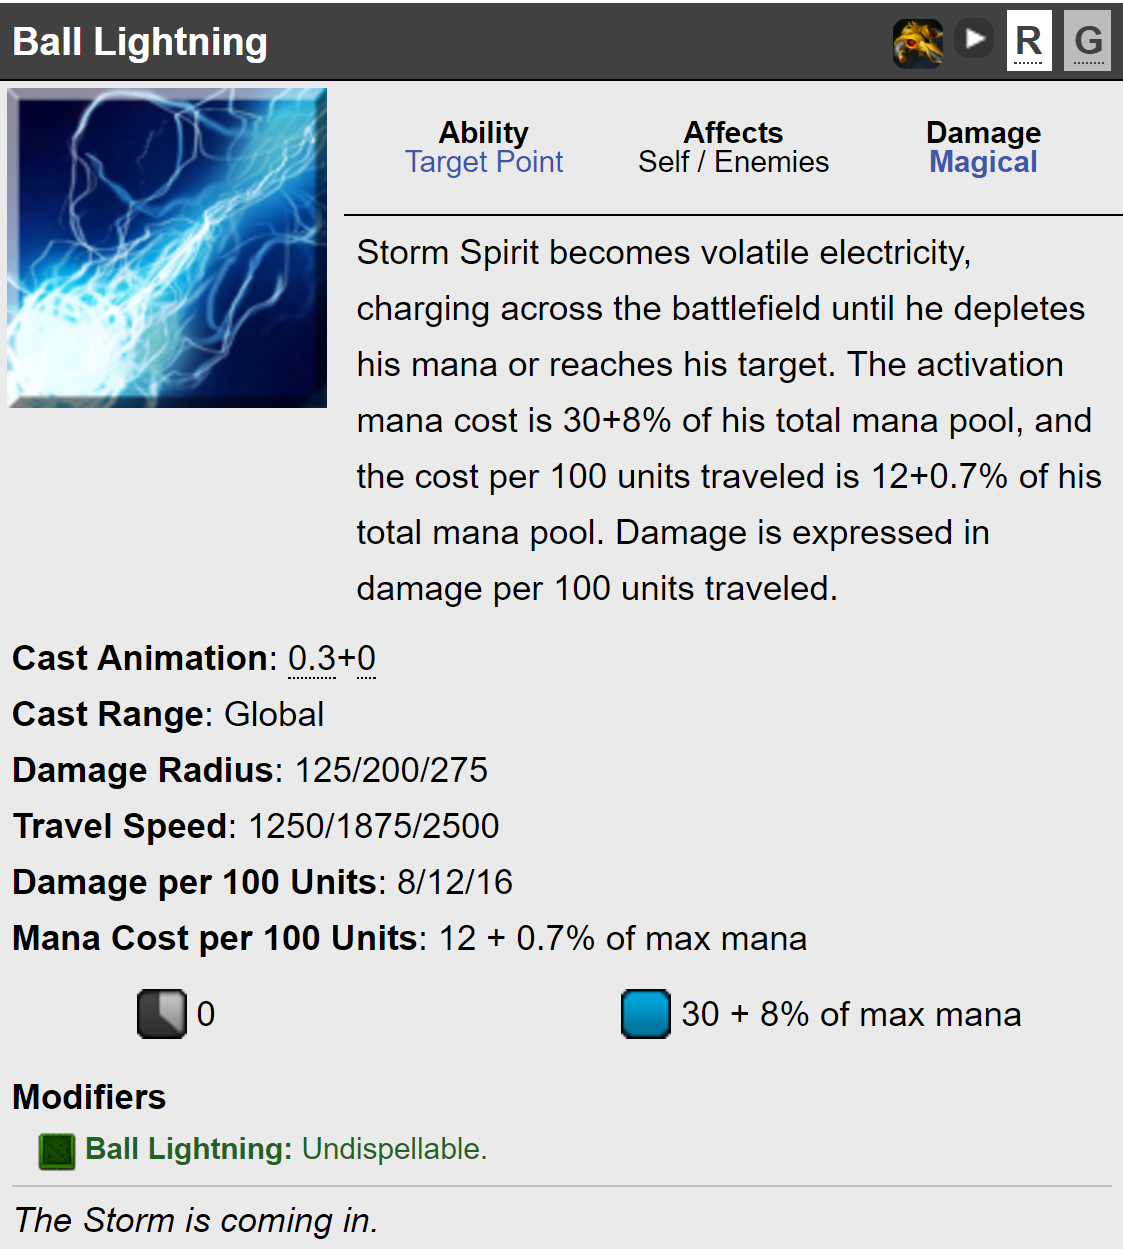 Ball Lightning R G
Ability Affects Damage
Target Point Self / Enemies Magical
Storm Spirit becomes volatile electricity,
charging across the battlefield until he depletes
his mana or reaches his target. The activation
mana cost is 30+8% of his total mana pool, and
the cost per 100 units traveled is 12+0.7% of his
total mana pool. Damage is expressed in
damage per 100 units traveled.
Cast Animation: 0.3+0
Cast Range: Global
Damage Radius: 125/200/275
Travel Speed: 1250/1875/2500
Damage per 100 Units: 8/12/16
Mana Cost per 100 Units: 12 + 0.7% of max mana
0 30 + 8% of max mana
Modifiers
Ball Lightning: Undispellable.
The Storm is coming in.